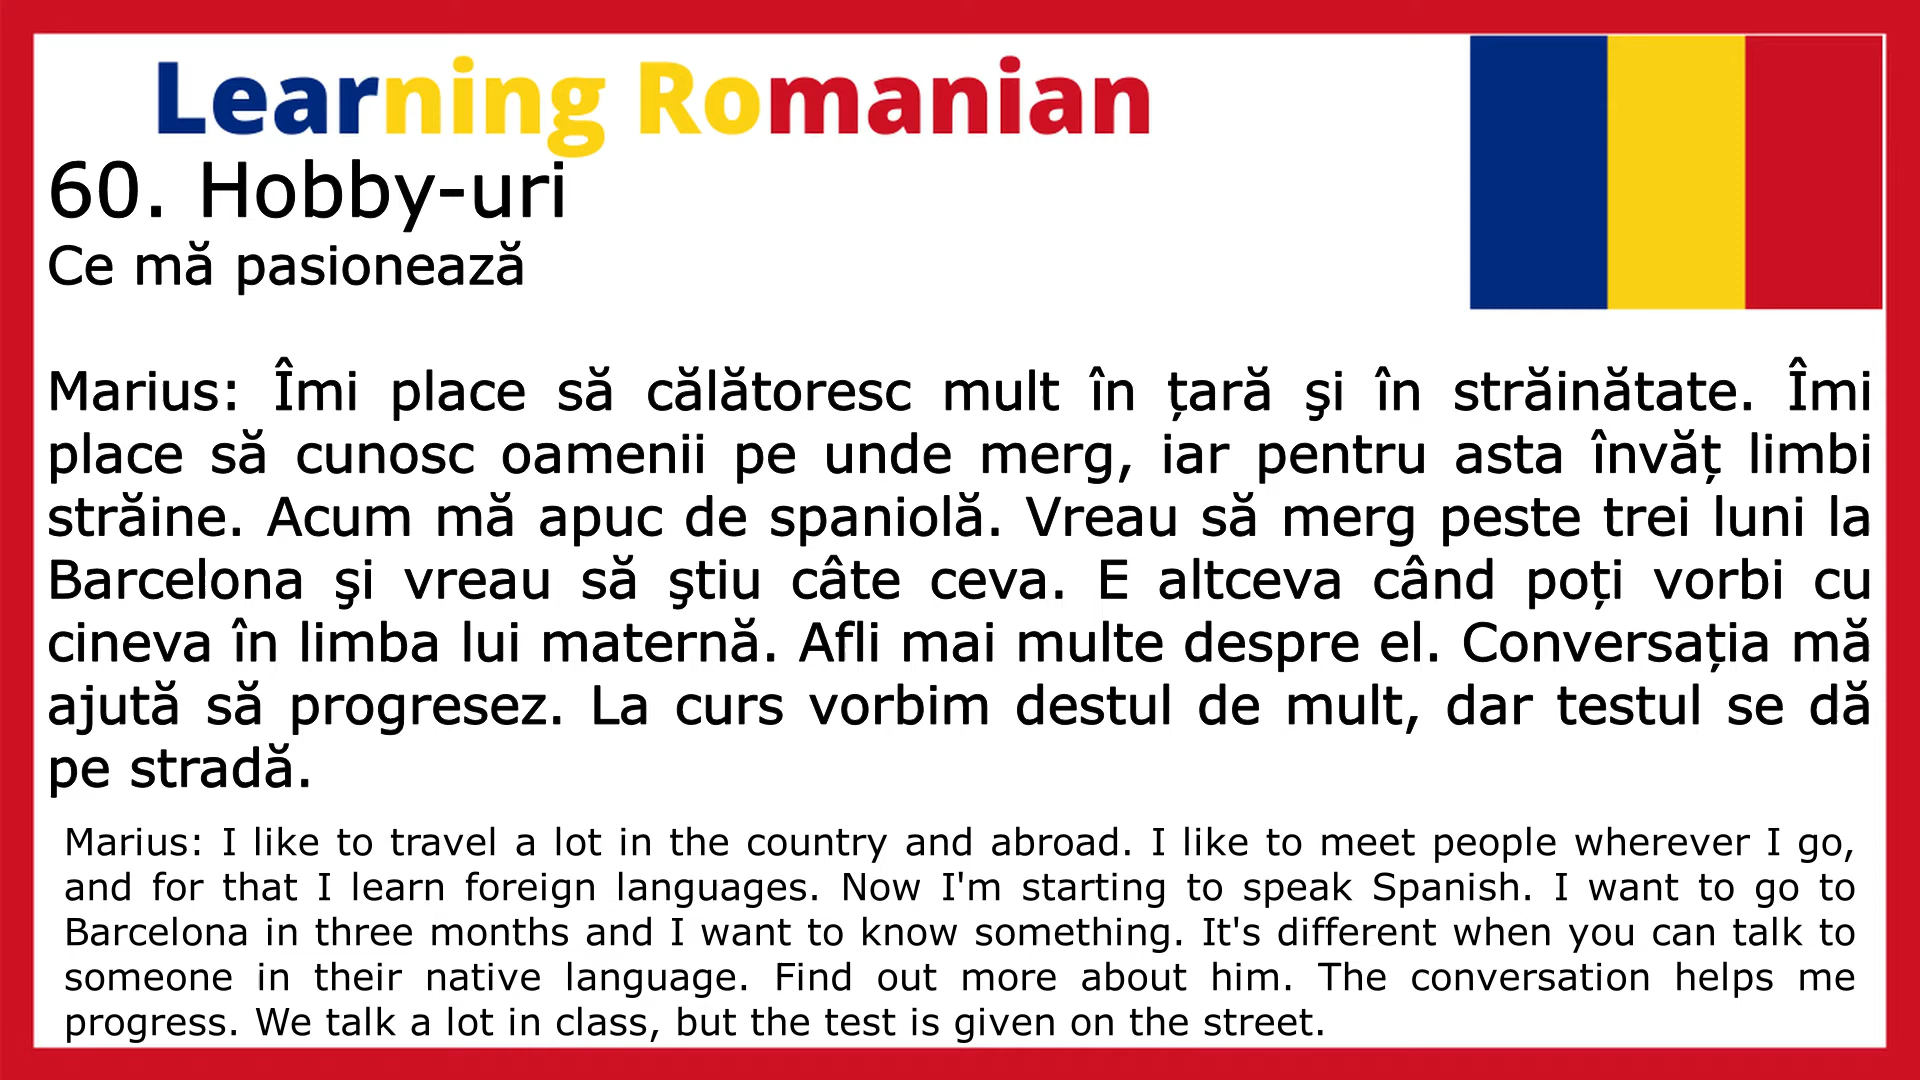 Learning Romanian
60. Hobby-uri
Ce mă pasionează
Marius: Îmi place să călătoresc mult în țară şi în străinătate. Îmi
place să cunosc oamenii pe unde merg, iar pentru asta învăț limbi
străine. Acum mă apuc de spaniolă. Vreau să merg peste trei luni la
Barcelona şi vreau să ştiu câte ceva. E altceva când poți vorbi cu
cineva în limba lui maternă. Afli mai multe despre el. Conversația mă
ajută să progresez. La curs vorbim destul de mult, dar testul se dă
pe stradă.
Marius: I like to travel a lot in the country and abroad. I like to meet people wherever I go,
and for that I learn foreign languages. Now I'm starting to speak Spanish. I want to go to
Barcelona in three months and I want to know something. It's different when you can talk to
someone in their native language. Find out more about him. The conversation helps me
progress. We talk a lot in class, but the test is given on the street.